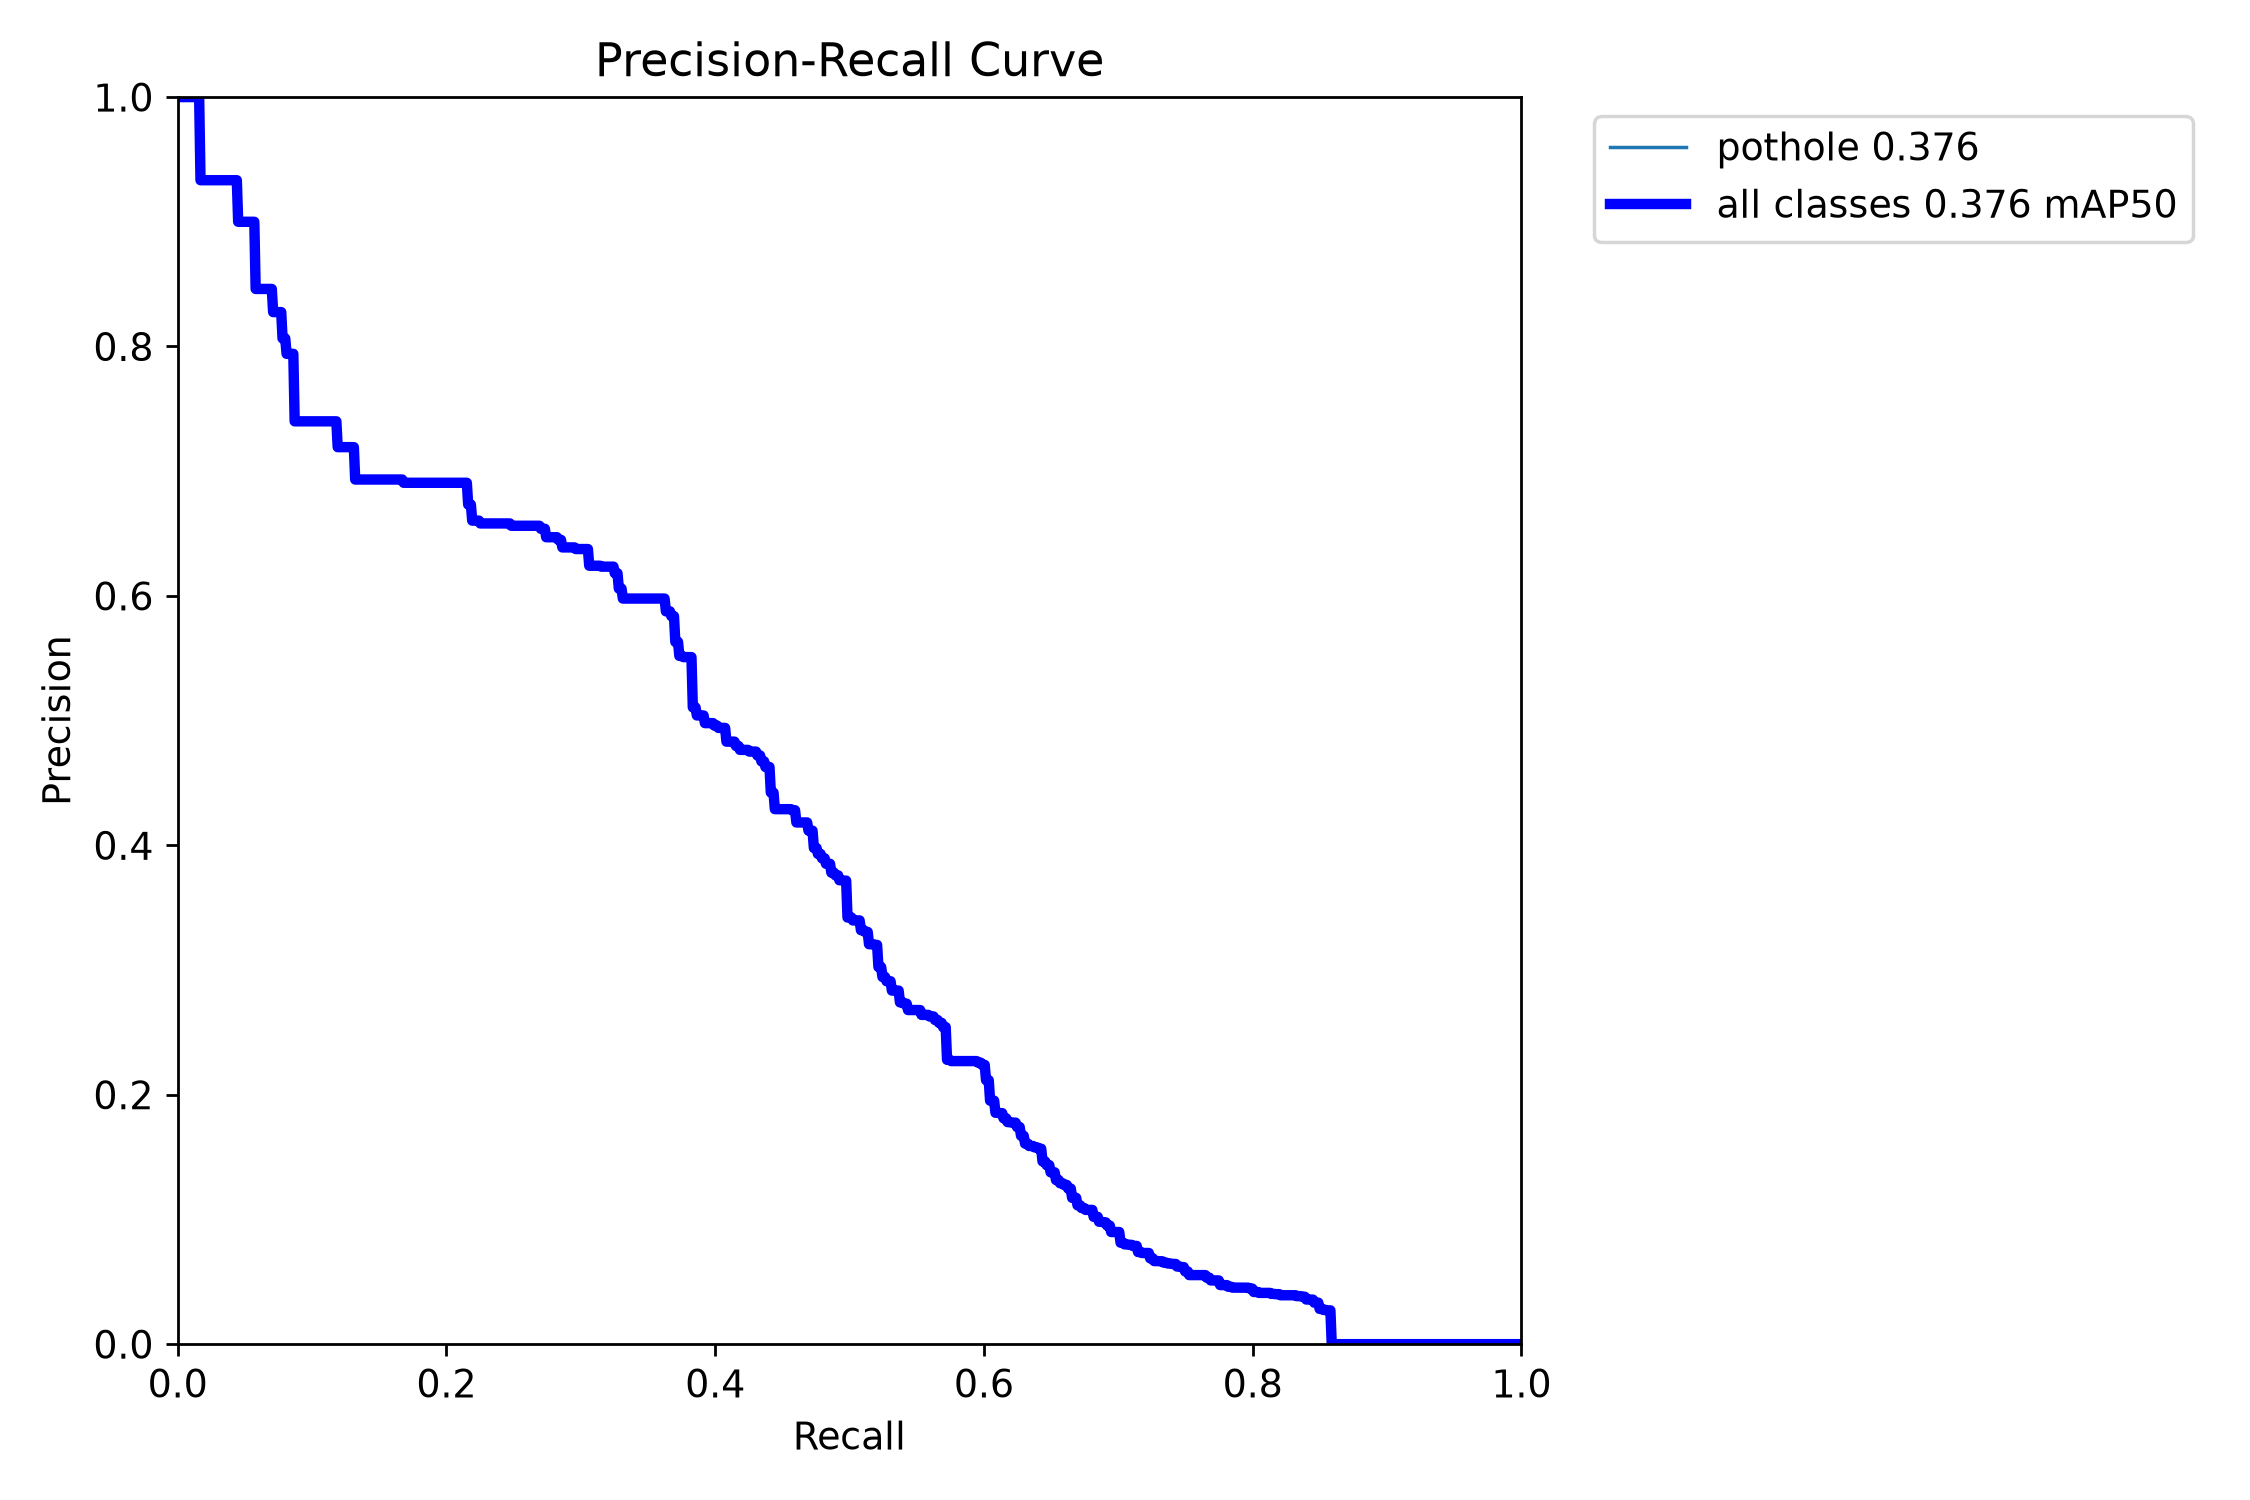 Precision-Recall Curve
pothole 0.376
all classes 0.376 mAP50
Precision
1.0
0.8
0.6
0.4
0.2
0.0
0.0 0.2 0.4 0.6 0.8 1.0
Recall